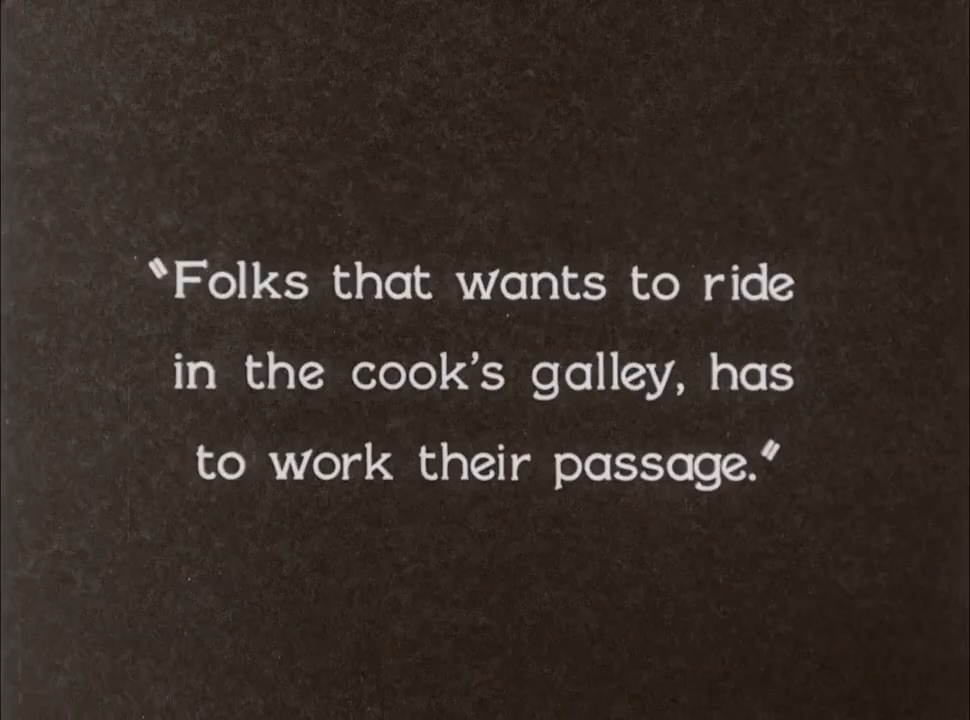 "Folks that wants to ride
in the cook's galley, has
to work their passage."